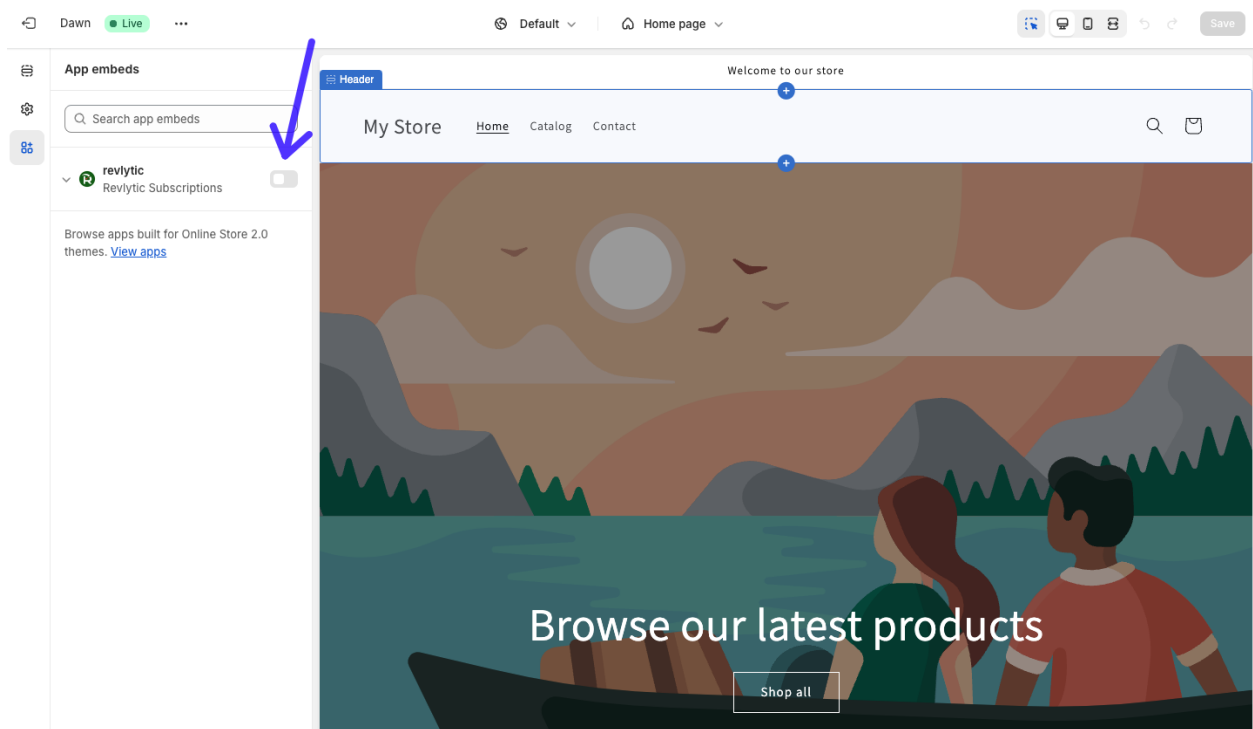 Dawn
Live
Default
Home page
Save
App embeds
Search app embeds
revlytic
Revlytic Subscriptions
Browse apps built for Online Store 2.0
themes. View apps
Welcome to our store
Header
My Store
Home
Catalog
Contact
Browse our latest products
Shop all